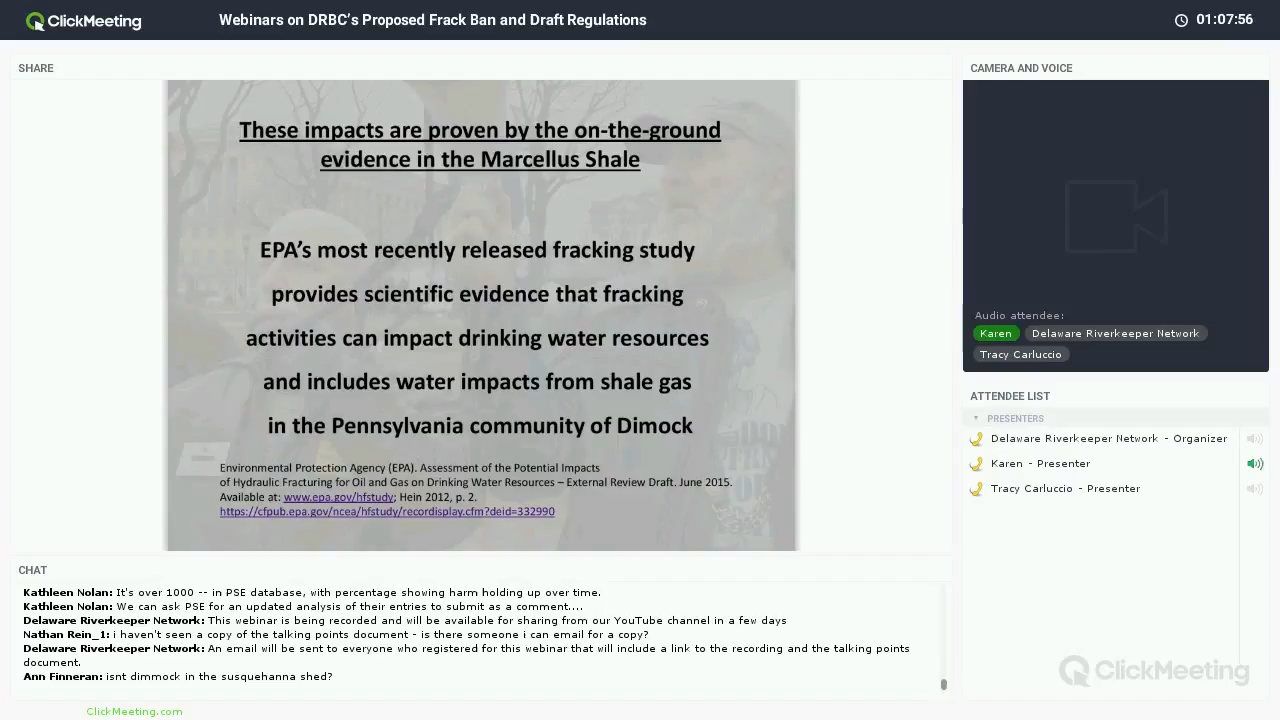 ClickMeeting
Webinars on DRBC's Proposed Frack Ban and Draft Regulations
01:07:56
SHARE
These impacts are proven by the on-the-ground
evidence in the Marcellus Shale
EPA's most recently released fracking study
provides scientific evidence that fracking
activities can impact drinking water resources
and includes water impacts from shale gas
in the Pennsylvania community of Dimock
Environmental Protection Agency (EPA). Assessment of the Potential Impacts
of Hydraulic Fracturing for Oil and Gas on Drinking Water Resources – External Review Draft. June 2015.
Available at: www.epa.gov/hfstudy; Hein 2012, p. 2.
https://cfpub.epa.gov/ncea/hfstudy/recordisplay.cfm?deid=332990
CAMERA AND VOICE
Audio attendee:
Karen Delaware Riverkeeper Network
Tracy Carluccio
ATTENDEE LIST
PRESENTERS
Delaware Riverkeeper Network - Organizer
Karen - Presenter
Tracy Carluccio - Presenter
CHAT
Kathleen Nolan: It's over 1000 -- in PSE database, with percentage showing harm holding up over time.
Kathleen Nolan: We can ask PSE for an updated analysis of their entries to submit as a comment....
Delaware Riverkeeper Network: This webinar is being recorded and will be available for sharing from our YouTube channel in a few days
Nathan Rein_1: i haven't seen a copy of the talking points document - is there someone i can email for a copy?
Delaware Riverkeeper Network: An email will be sent to everyone who registered for this webinar that will include a link to the recording and the talking points
document.
Ann Finneran: isnt dimmock in the susquehanna shed?
ClickMeeting
ClickMeeting.com